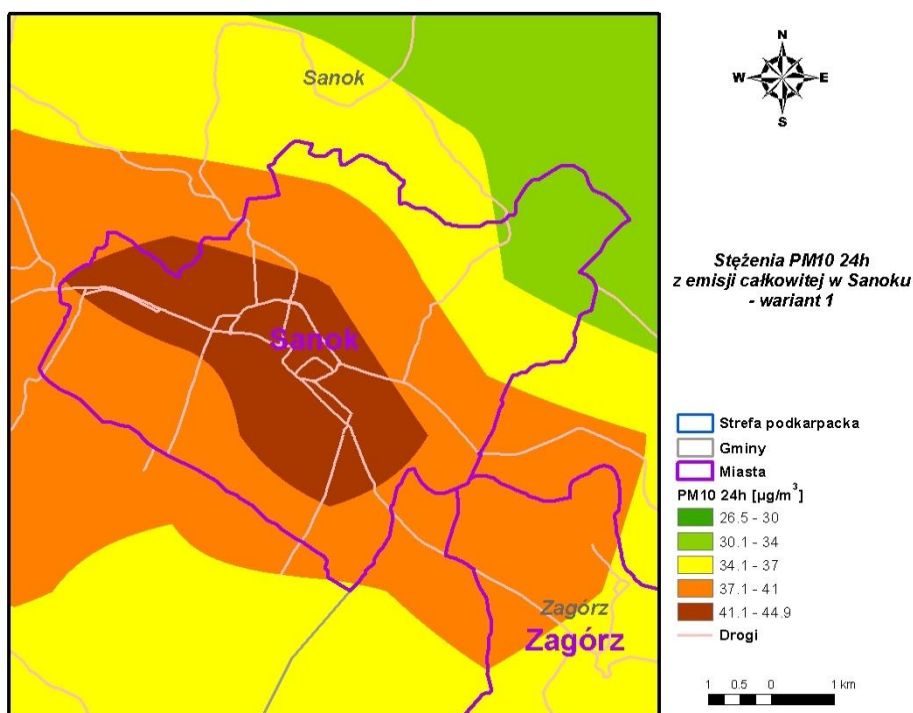 Sanok
Sanok
Zagórz
Zagórz
N
W E
S
Stężenia PM10 24h
z emisji całkowitej w Sanoku
- wariant 1
Strefa podkarpacka
Gminy
Miasta
PM10 24h [µg/m³]
26.5 - 30
30.1 - 34
34.1 - 37
37.1 - 41
41.1 - 44.9
Drogi
1 0.5 0 1 km